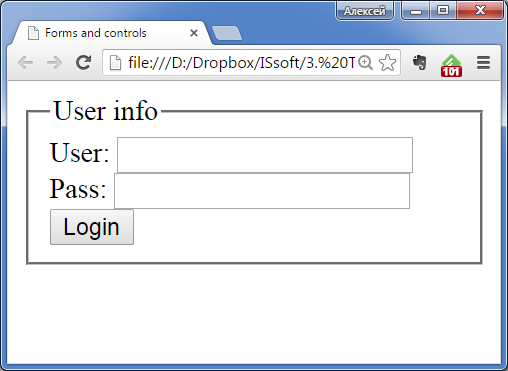 Алексей
Forms and controls
file:///D:/Dropbox/ISsoft/3.%20T
101
User info
User:
Pass:
Login